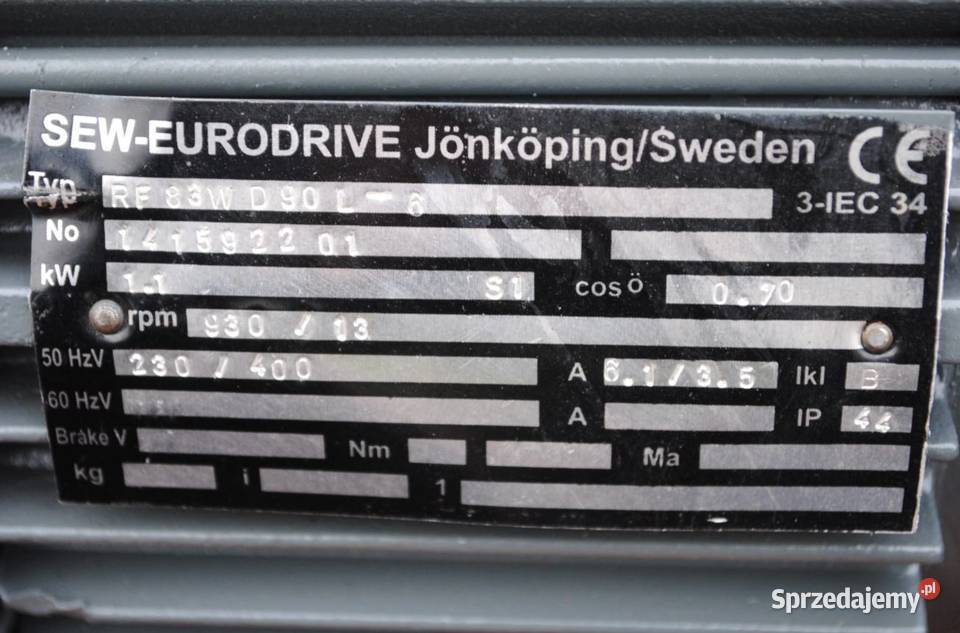 SEW-EURODRIVE Jönköping/Sweden CE
Typ RF 83W D90 L-6 3-IEC 34
No 1415922 01
kW 1.1 S1 cosö 0.70
rpm 930 / 13
50 HzV 230 / 400 A 6.1/3.5 Ikl B
60 HzV A IP 44
Brake V Nm Ma
kg i 1
Sprzedajemy.pl